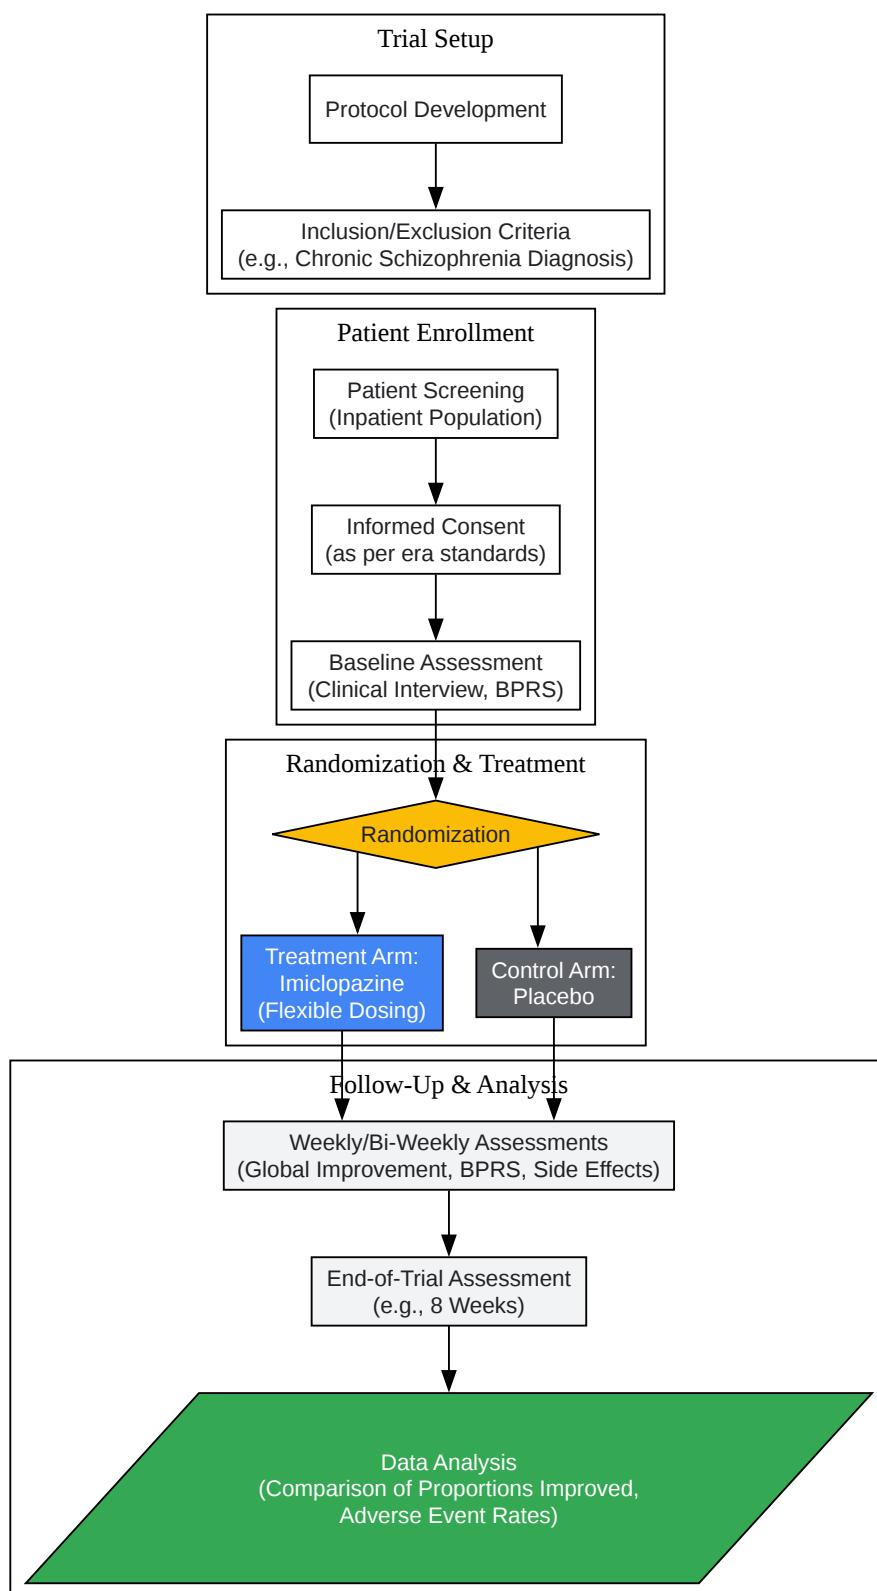 Trial Setup
Protocol Development
Inclusion/Exclusion Criteria
(e.g., Chronic Schizophrenia Diagnosis)
Patient Enrollment
Patient Screening
(Inpatient Population)
Informed Consent
(as per era standards)
Baseline Assessment
(Clinical Interview, BPRS)
Randomization & Treatment
Randomization
Treatment Arm:
Imiclopazine
(Flexible Dosing)
Control Arm:
Placebo
Follow-Up & Analysis
Weekly/Bi-Weekly Assessments
(Global Improvement, BPRS, Side Effects)
End-of-Trial Assessment
(e.g., 8 Weeks)
Data Analysis
(Comparison of Proportions Improved,
Adverse Event Rates)